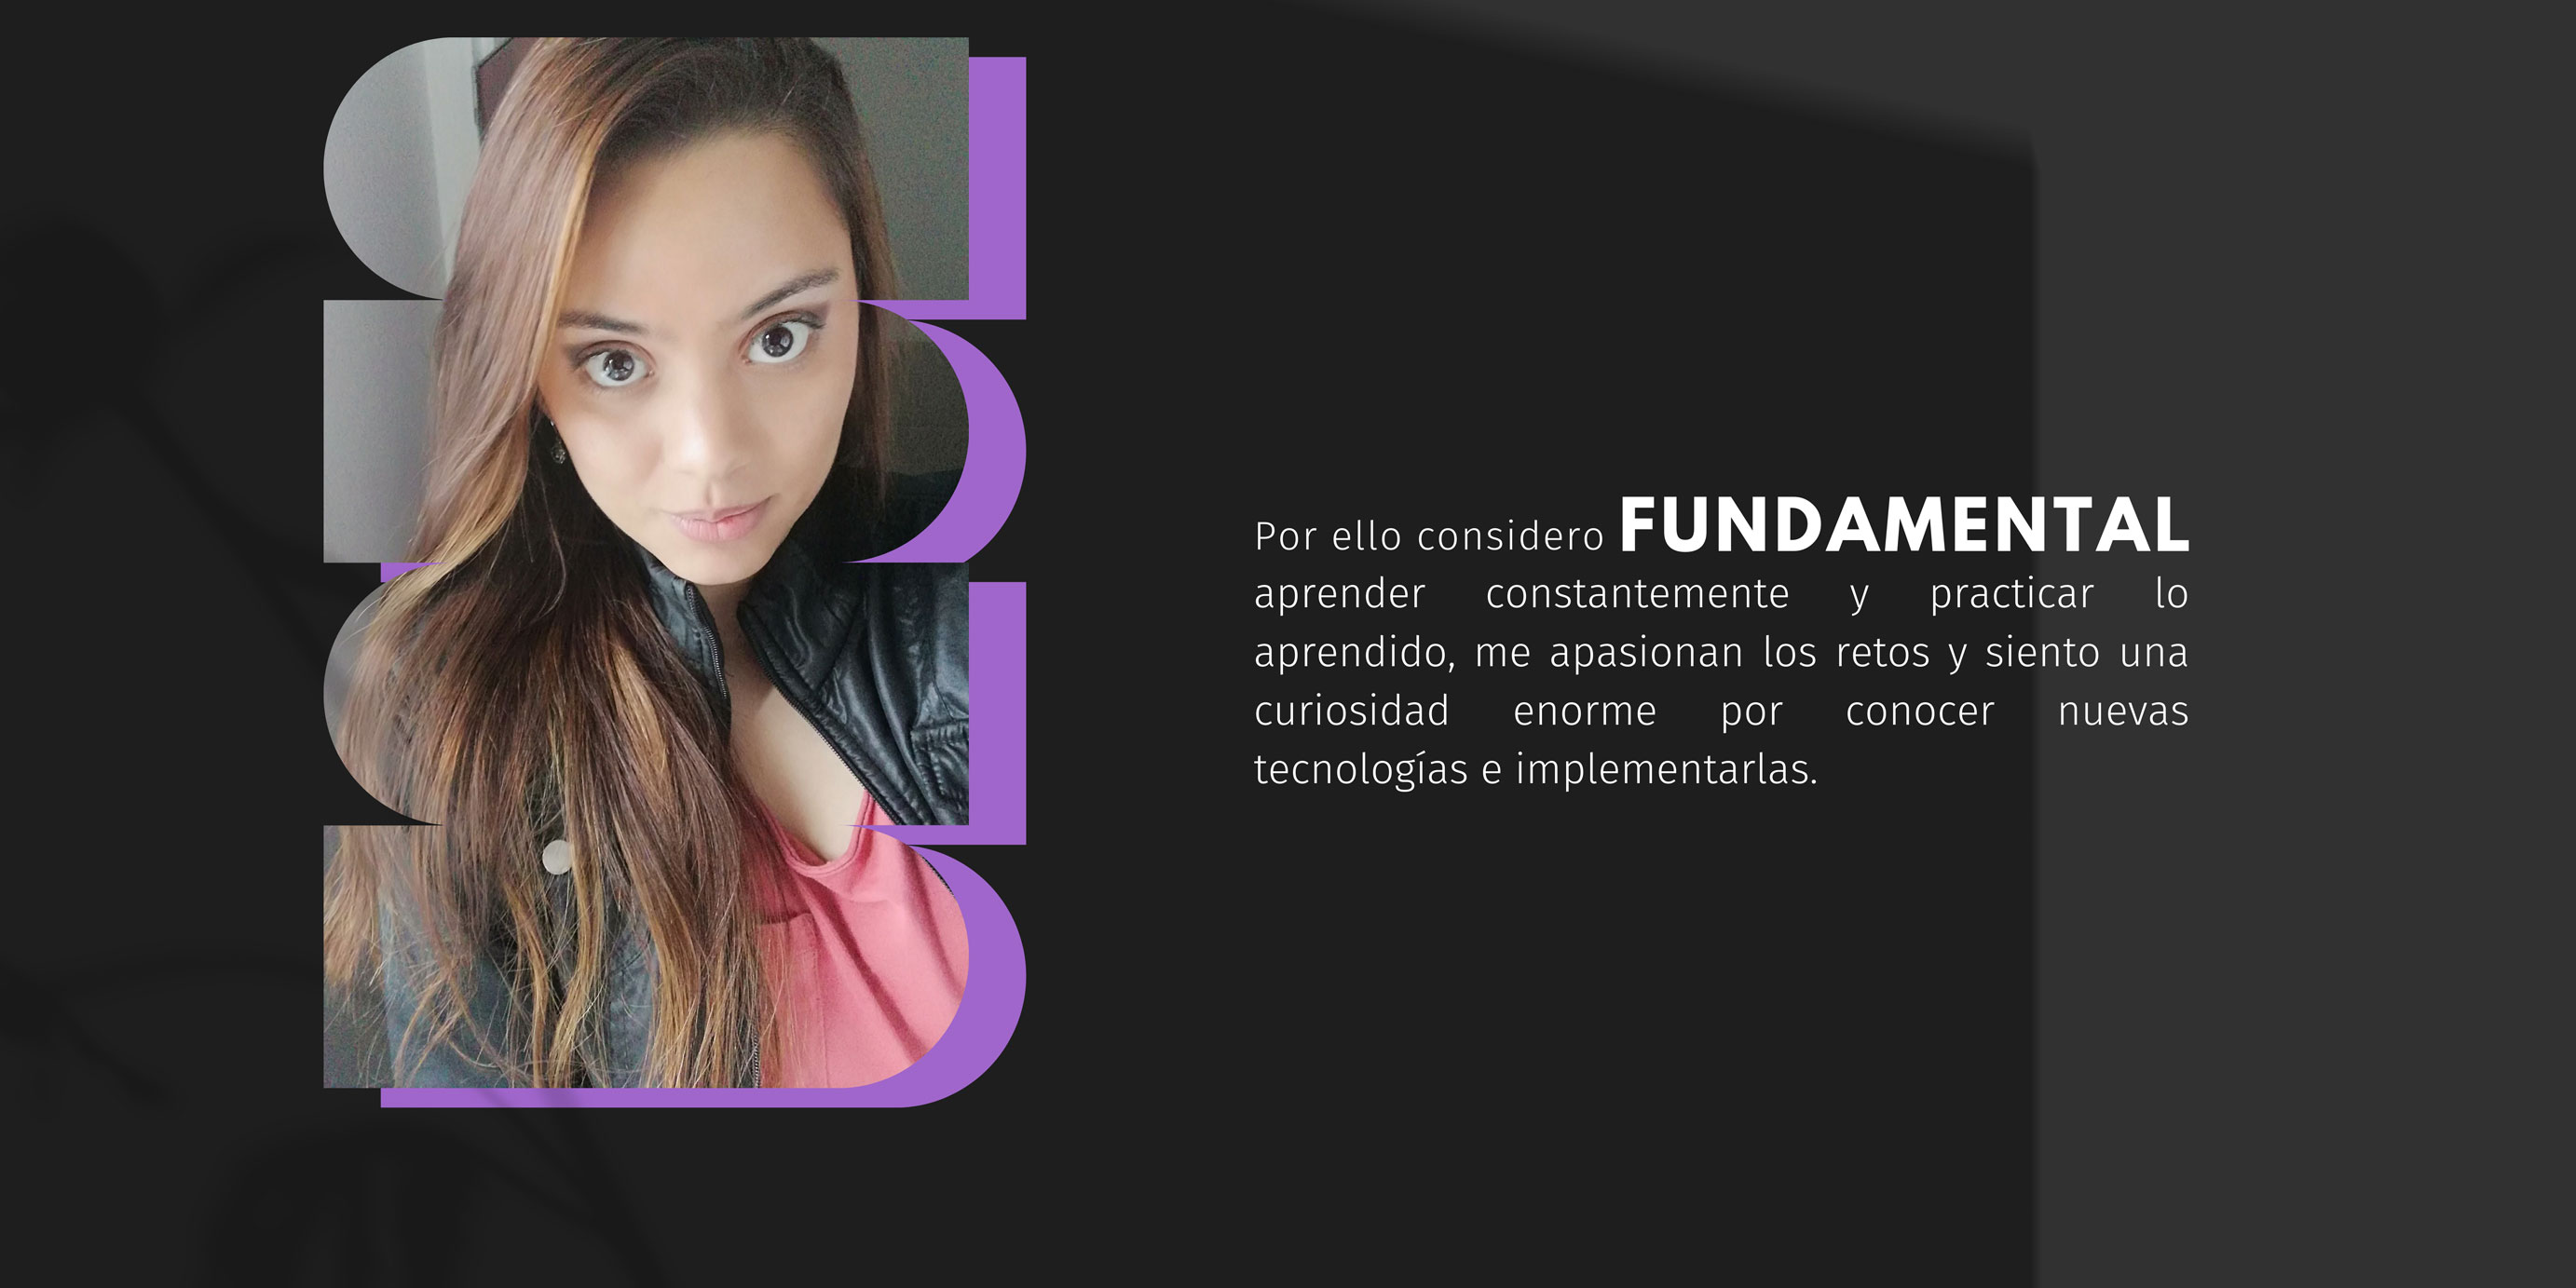 Por ello considero FUNDAMENTAL
aprender constantemente y practicar lo
aprendido, me apasionan los retos y siento una
curiosidad enorme por conocer nuevas
tecnologías e implementarlas.